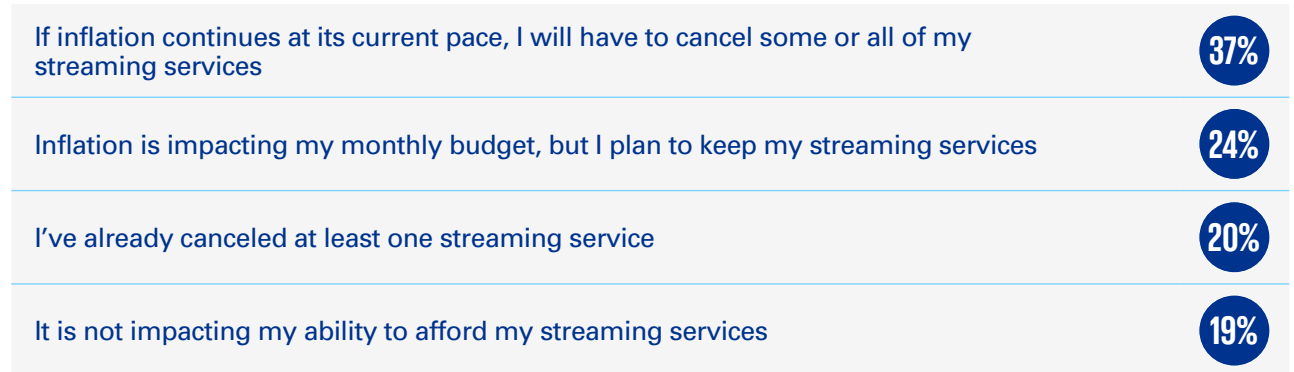 If inflation continues at its current pace, I will have to cancel some or all of my
streaming services
37%
Inflation is impacting my monthly budget, but I plan to keep my streaming services
24%
I’ve already canceled at least one streaming service
20%
It is not impacting my ability to afford my streaming services
19%